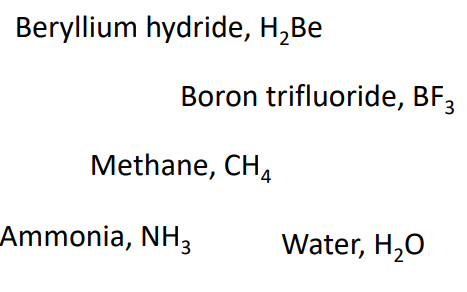 Beryllium hydride, H₂Be
Boron trifluoride, BF₃
Methane, CH₄
Ammonia, NH₃
Water, H₂O